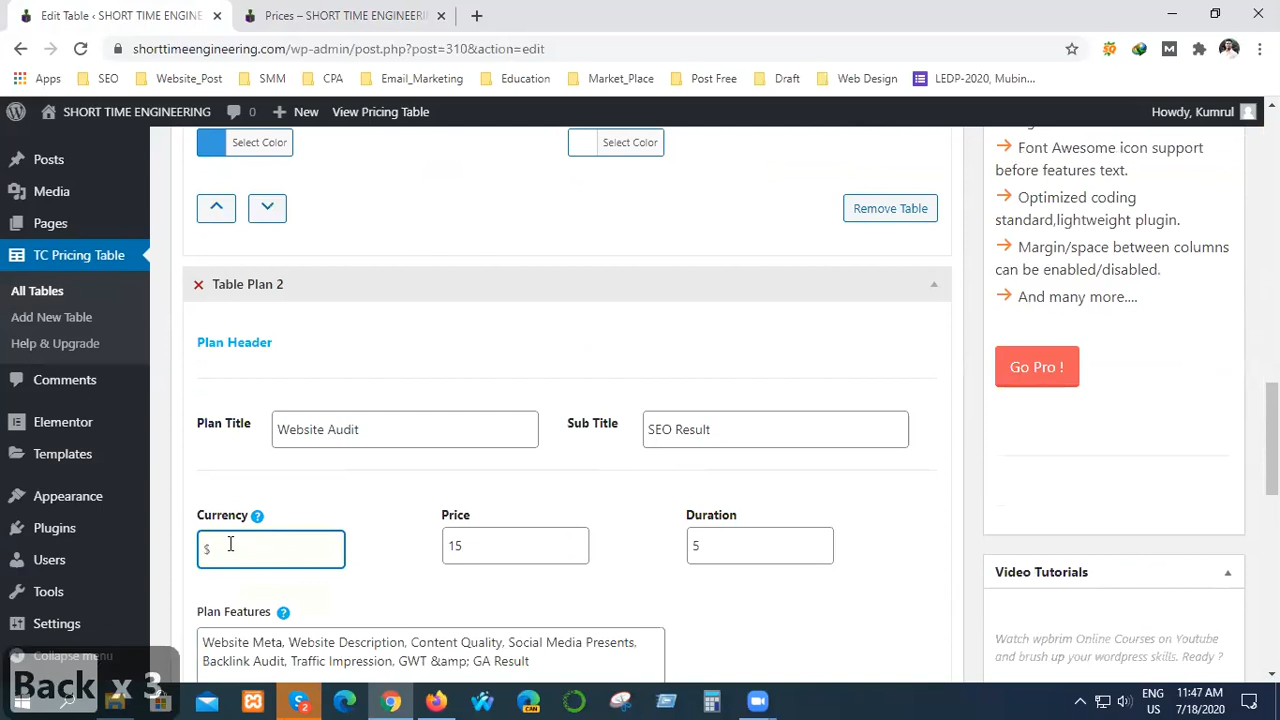 Edit Table ‹ SHORT TIME ENGINE
Prices – SHORT TIME ENGINEERING
shorttimeengineering.com/wp-admin/post.php?post=310&action=edit
Apps
SEO
Website_Post
SMM
CPA
Email_Marketing
Education
Market_Place
Post Free
Draft
Web Design
LEDP-2020, Mubin...
SHORT TIME ENGINEERING
0
New
View Pricing Table
Howdy, Kumrul
Posts
Media
Pages
TC Pricing Table
All Tables
Add New Table
Help & Upgrade
Comments
Elementor
Templates
Appearance
Plugins
Users
Tools
Settings
Collapse menu
Select Color
Select Color
Remove Table
Table Plan 2
Plan Header
Plan Title
Website Audit
Sub Title
SEO Result
Currency
Price
Duration
$
15
5
Plan Features
Website Meta, Website Description, Content Quality, Social Media Presents,
Backlink Audit, Traffic Impression, GWT &amp; GA Result
Font Awesome icon support
before features text.
Optimized coding
standard,lightweight plugin.
Margin/space between columns
can be enabled/disabled.
And many more....
Go Pro !
Video Tutorials
Watch wpbrim Online Courses on Youtube
and brush up your wordpress skills. Ready ?
Back x 3
ENG
US
11:47 AM
7/18/2020